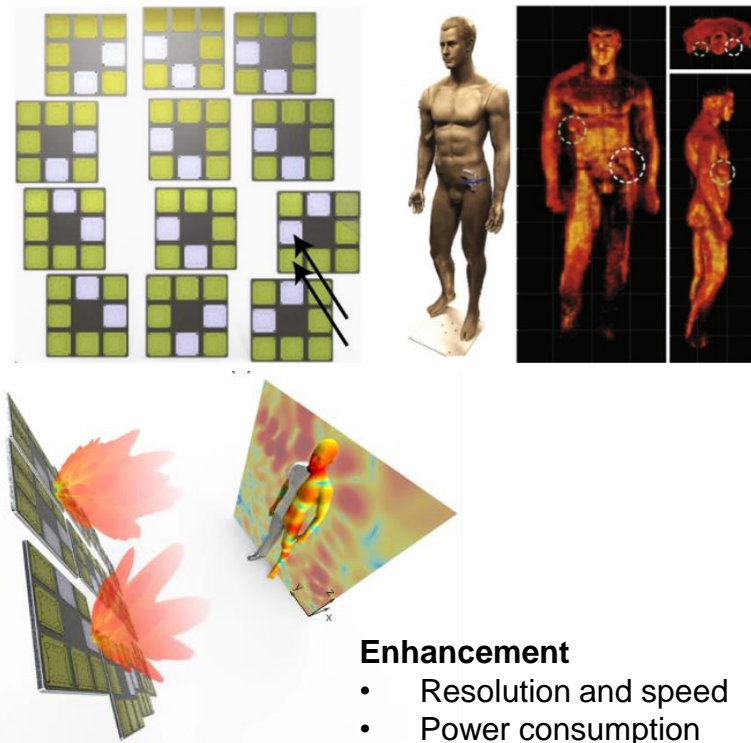 y
z
x
Enhancement
• Resolution and speed
• Power consumption